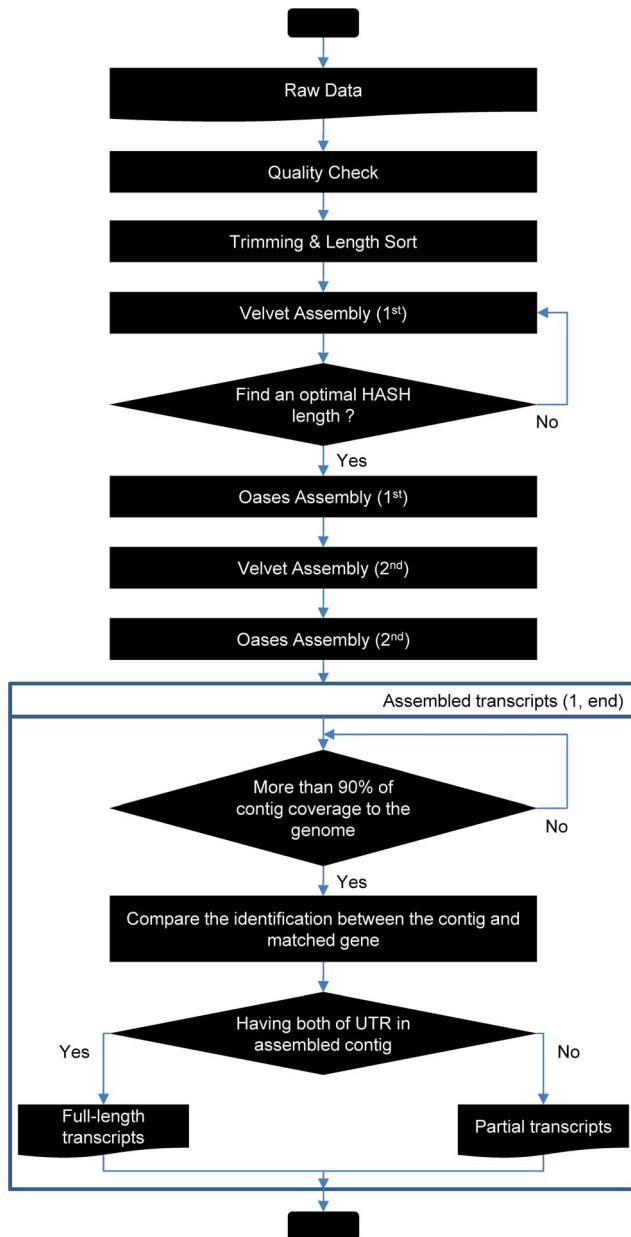 Raw Data
Quality Check
Trimming & Length Sort
Velvet Assembly (1st)
Find an optimal HASH
length ?
No
Yes
Oases Assembly (1st)
Velvet Assembly (2nd)
Oases Assembly (2nd)
Assembled transcripts (1, end)
More than 90% of
contig coverage to the
genome
No
Yes
Compare the identification between the contig and
matched gene
Having both of UTR in
assembled contig
Yes
No
Full-length
transcripts
Partial transcripts